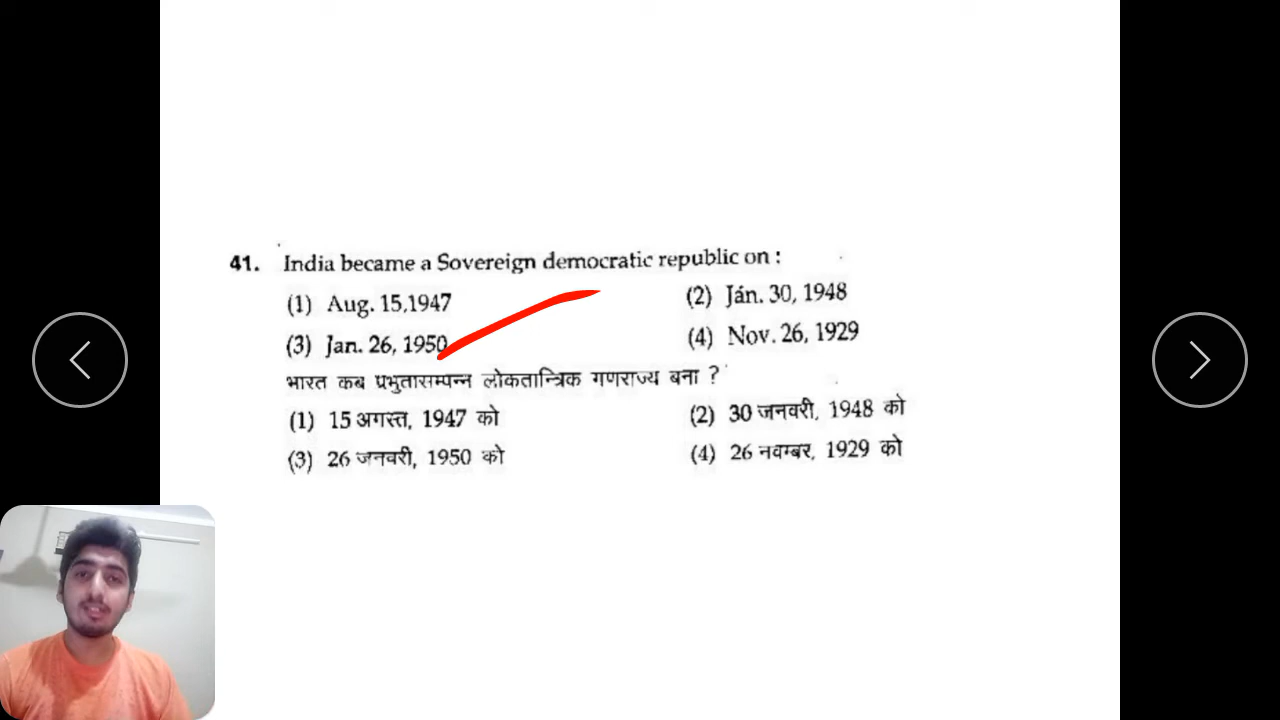 41. India became a Sovereign democratic republic on :
(1) Aug. 15,1947 (2) Ján. 30, 1948
(3) Jan. 26, 1950 (4) Nov. 26, 1929
भारत कब प्रभुतासम्पन्न लोकतान्त्रिक गणराज्य बना ?
(1) 15 अगस्त, 1947 को (2) 30 जनवरी, 1948 को
(3) 26 जनवरी, 1950 को (4) 26 नवम्बर, 1929 को